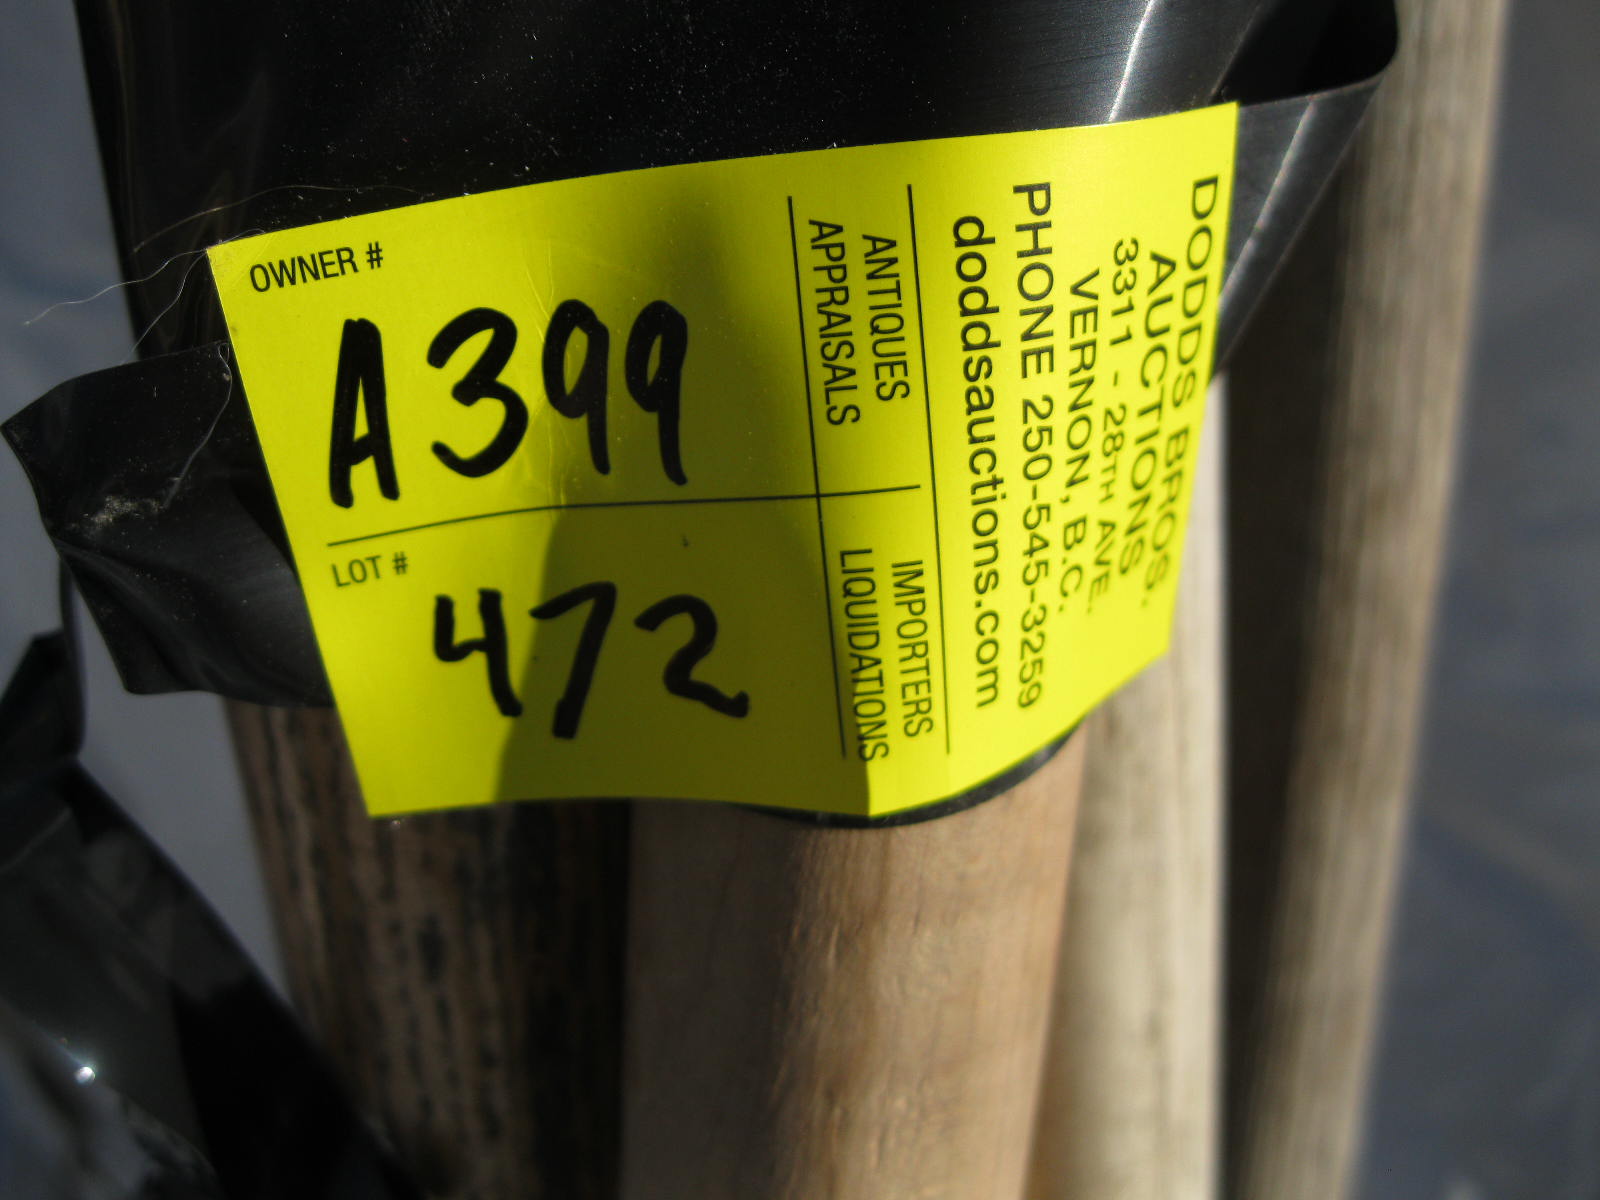 OWNER #
A399
LOT #
472
ANTIQUES
APPRAISALS
IMPORTERS
LIQUIDATIONS
DODDS BROS.
AUCTIONS
3311 - 28TH AVE.
VERNON, B.C.
PHONE 250-545-3259
doddsauctions.com